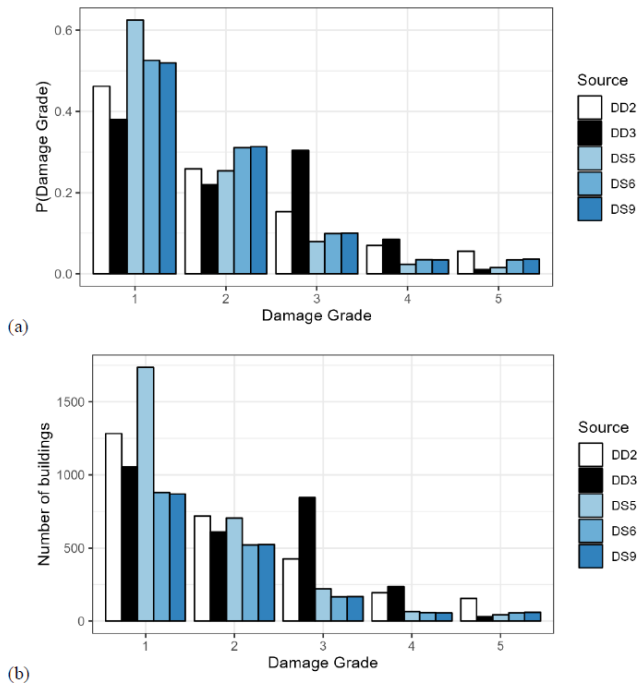 0.6
0.4
0.2
0.0
P(Damage Grade)
1 2 3 4 5
Damage Grade
Source
DD2
DD3
DS5
DS6
DS9
(a)
1500
1000
500
0
Number of buildings
1 2 3 4 5
Damage Grade
Source
DD2
DD3
DS5
DS6
DS9
(b)